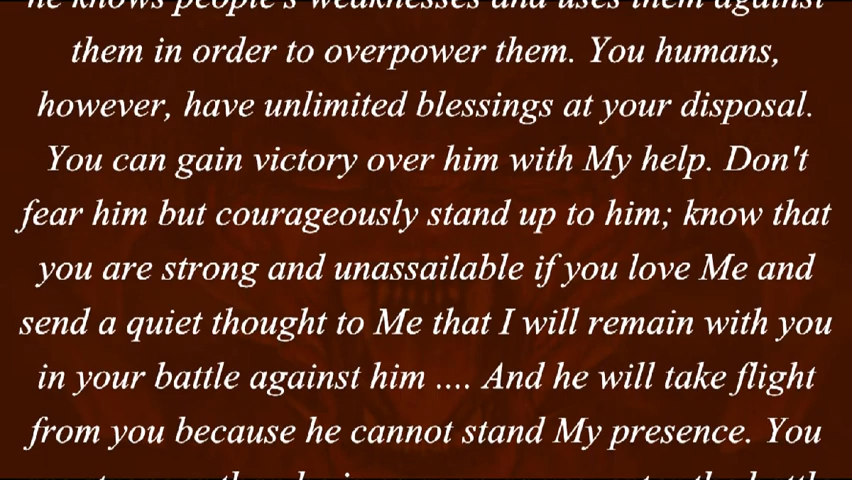 he knows people's weaknesses and uses them against
them in order to overpower them. You humans,
however, have unlimited blessings at your disposal.
You can gain victory over him with My help. Don't
fear him but courageously stand up to him; know that
you are strong and unassailable if you love Me and
send a quiet thought to Me that I will remain with you
in your battle against him .... And he will take flight
from you because he cannot stand My presence. You